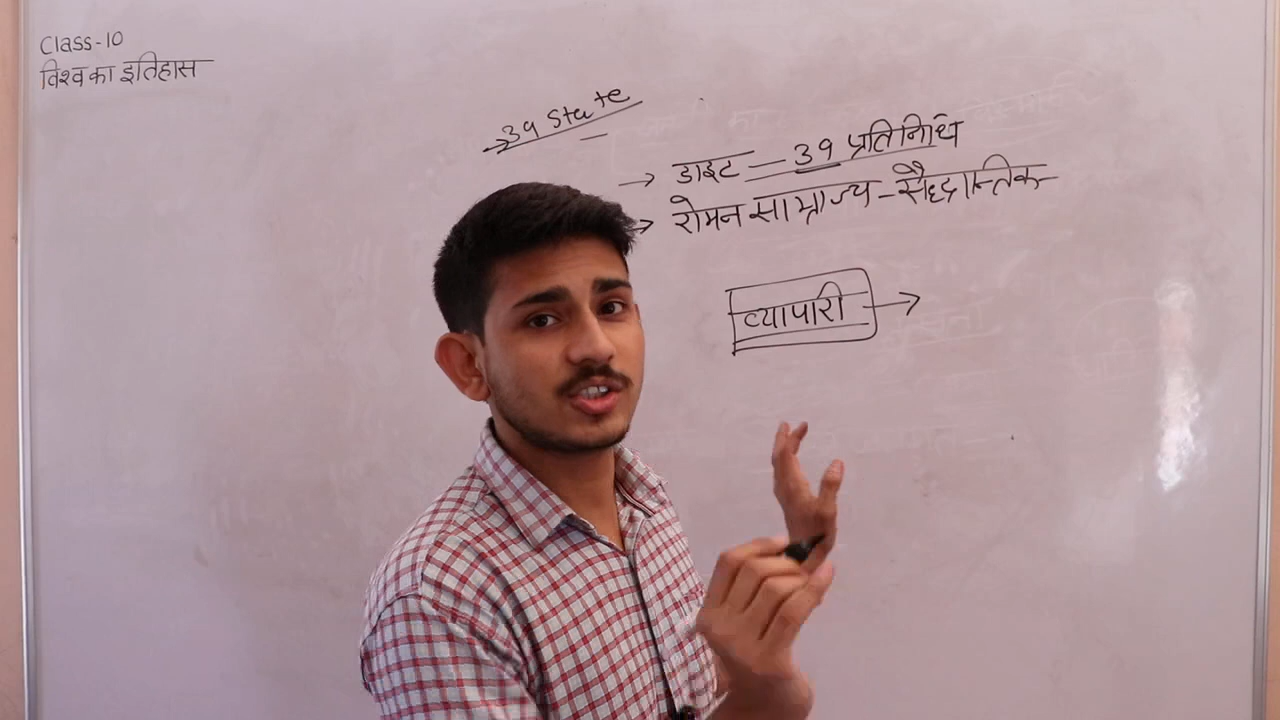 Class-10
विश्व का इतिहास
→39 State
→ डाइट — 39 प्रतिनिधि
→ रोमन साम्राज्य - सैद्धान्तिक
व्यापारी →